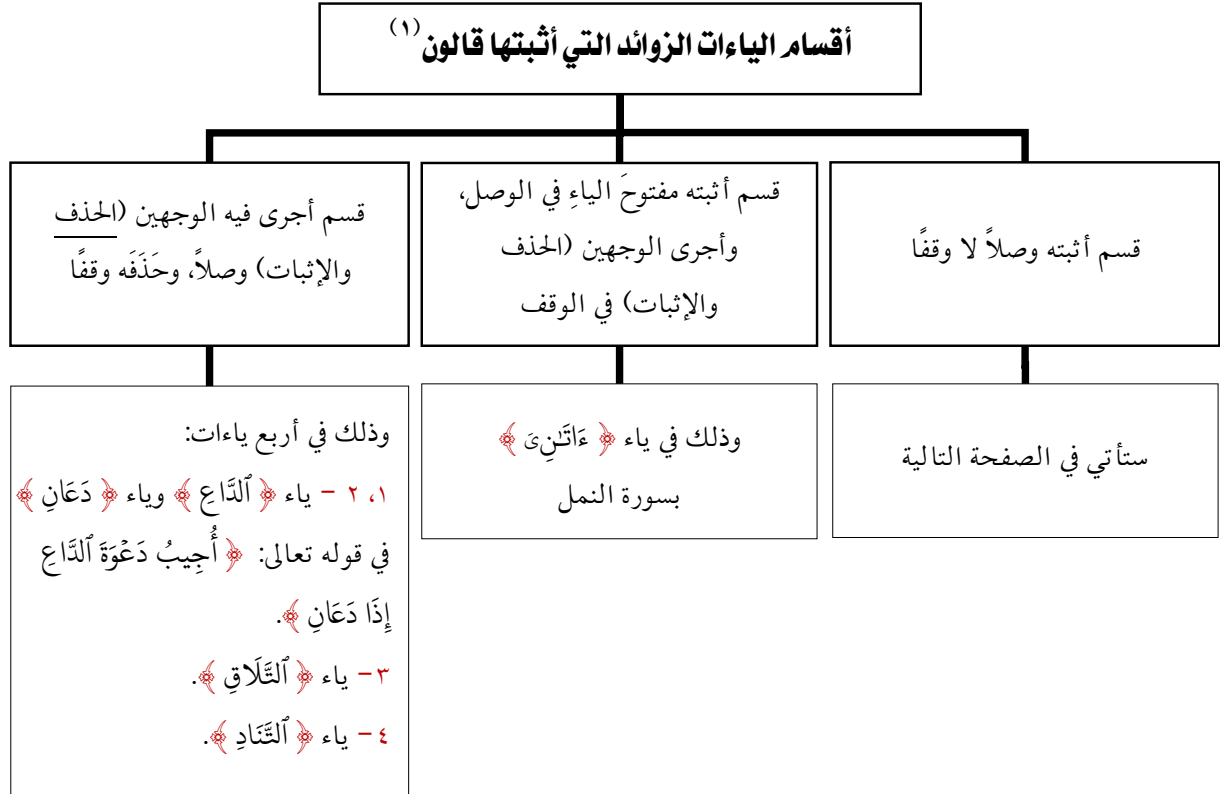 أقسام الياءات الزوائد التي أثبتها قالون(١)
قسم أثبته وصلاً لا وقفًا
قسم أثبته مفتوحَ الياءِ في الوصل،
وأجرى الوجهين (الحذف
والإثبات) في الوقف
قسم أجرى فيه الوجهين (الحذف
والإثبات) وصلاً، وحَذَفَه وقفًا
ستأتي في الصفحة التالية
وذلك في ياء ﴿ ءَاتَىٰنِۦَ ﴾
بسورة النمل
وذلك في أربع ياءات:
١، ٢ – ياء ﴿ ٱلدَّاعِ ﴾ وياء ﴿ دَعَانِ ﴾
في قوله تعالى: ﴿ أُجِيبُ دَعْوَةَ ٱلدَّاعِ
إِذَا دَعَانِ ﴾.
٣– ياء ﴿ ٱلتَّلَاقِ ﴾.
٤– ياء ﴿ ٱلتَّنَادِ ﴾.